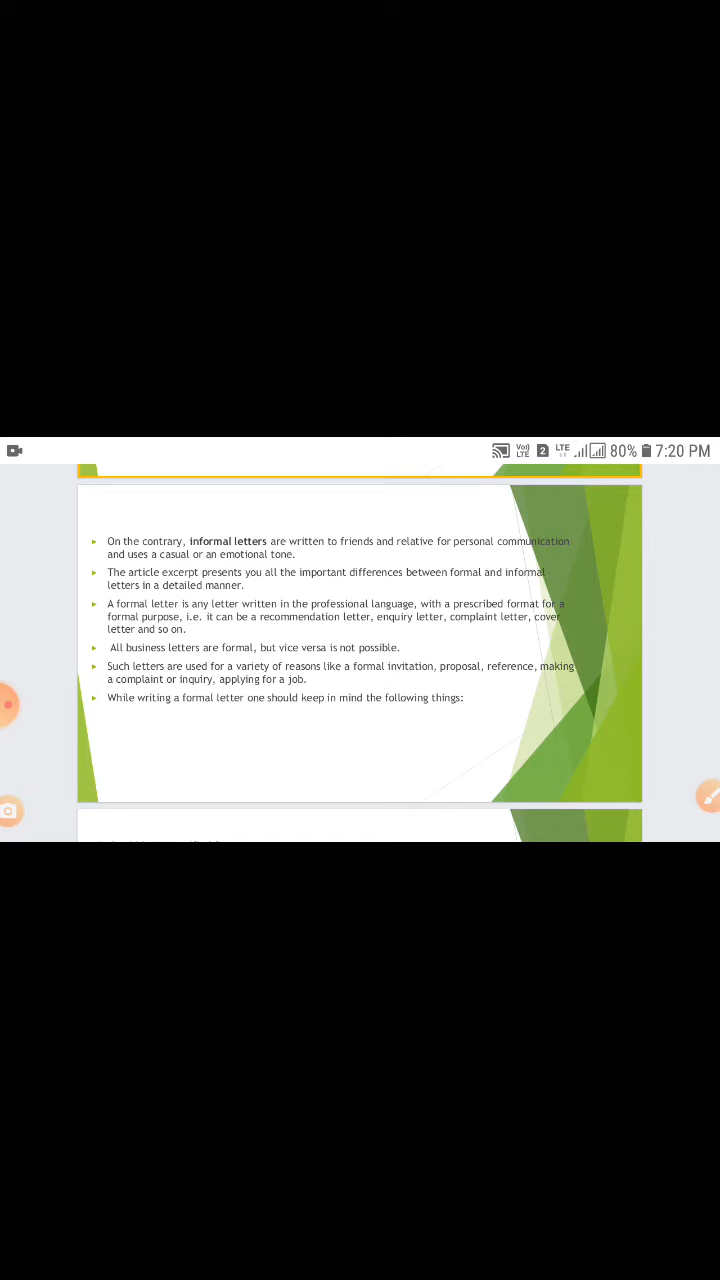 Vo) LTE 2 LTE 80% 7:20 PM
On the contrary, informal letters are written to friends and relative for personal communication
and uses a casual or an emotional tone.
The article excerpt presents you all the important differences between formal and informal
letters in a detailed manner.
A formal letter is any letter written in the professional language, with a prescribed format for a
formal purpose, i.e. it can be a recommendation letter, enquiry letter, complaint letter, cover
letter and so on.
All business letters are formal, but vice versa is not possible.
Such letters are used for a variety of reasons like a formal invitation, proposal, reference, making
a complaint or inquiry, applying for a job.
While writing a formal letter one should keep in mind the following things: